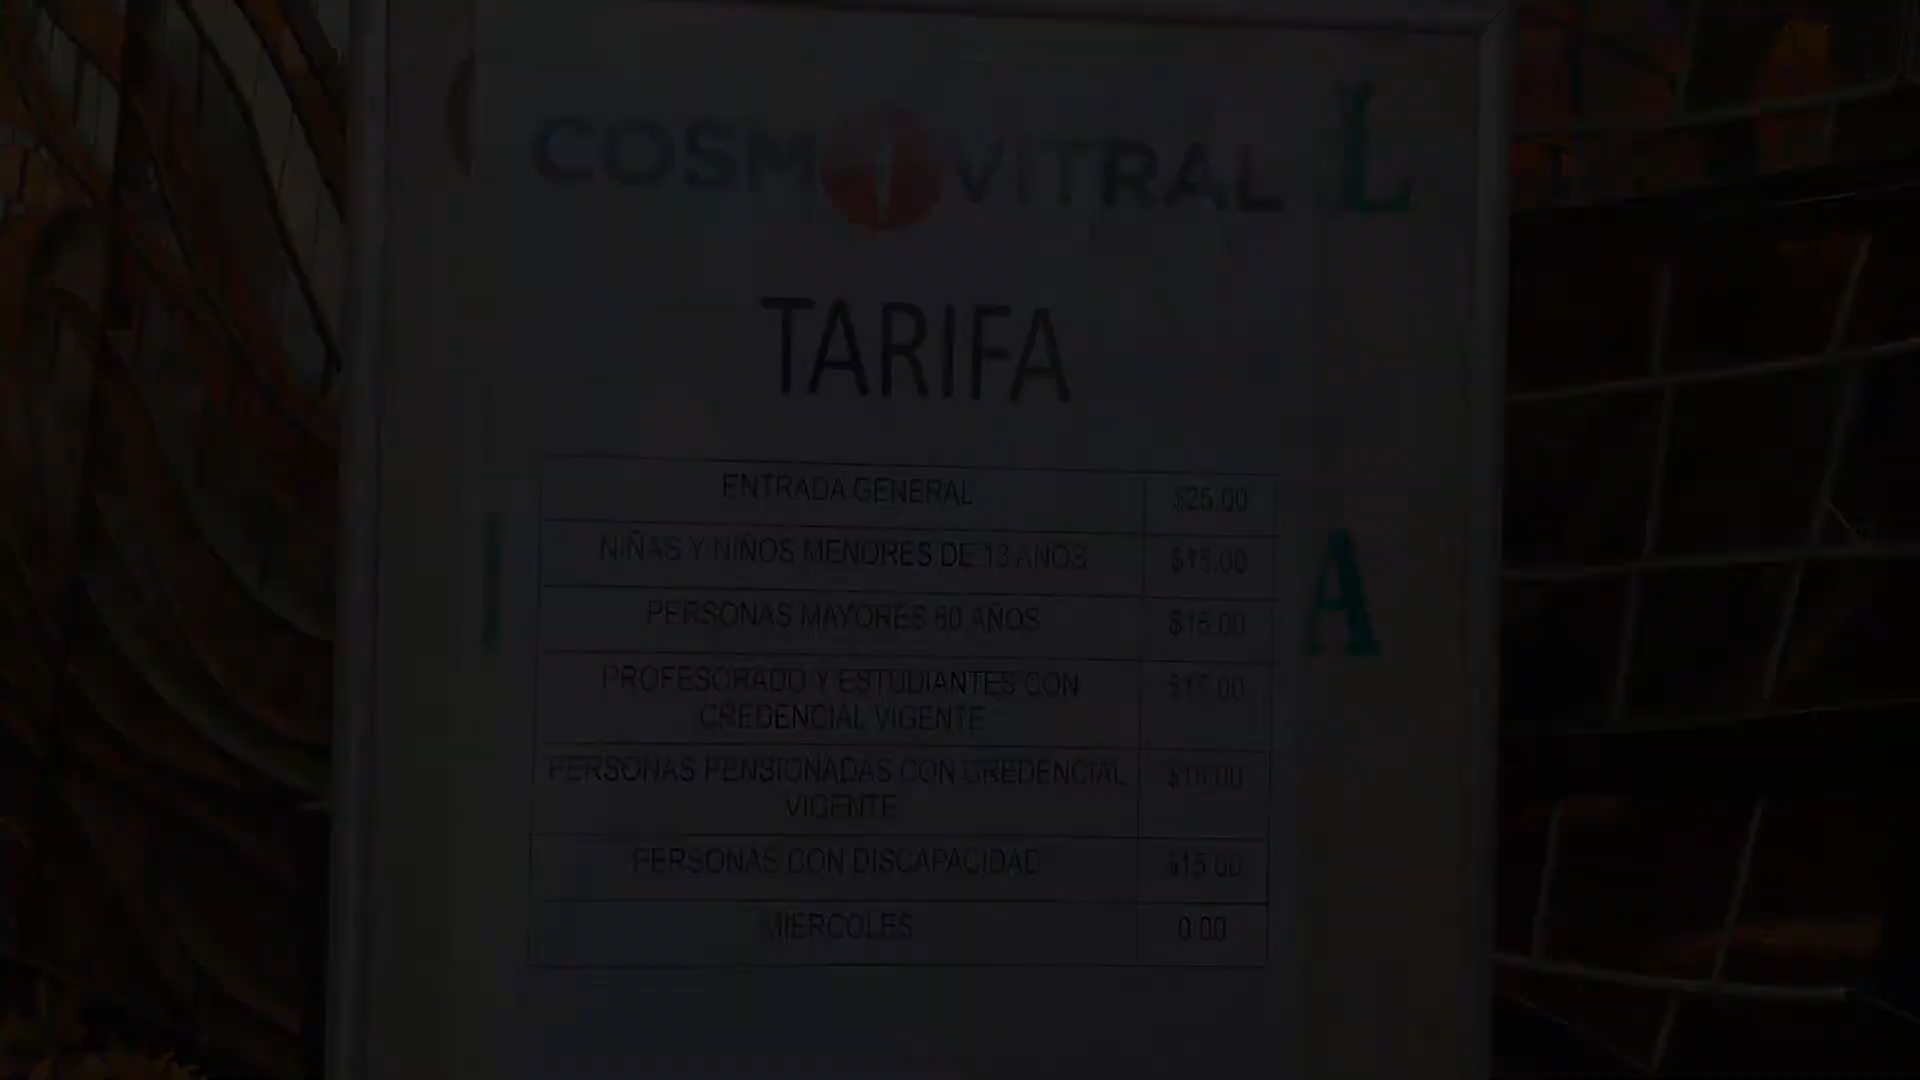 COSMOVITRAL
L
TARIFA
ENTRADA GENERAL $25.00
NIÑAS Y NIÑOS MENORES DE 13 AÑOS $15.00
A
PERSONAS MAYORES 60 AÑOS $15.00
PROFESORADO Y ESTUDIANTES CON $15.00
CREDENCIAL VIGENTE
PERSONAS PENSIONADAS CON CREDENCIAL $15.00
VIGENTE
PERSONAS CON DISCAPACIDAD $15.00
MIERCOLES 0.00